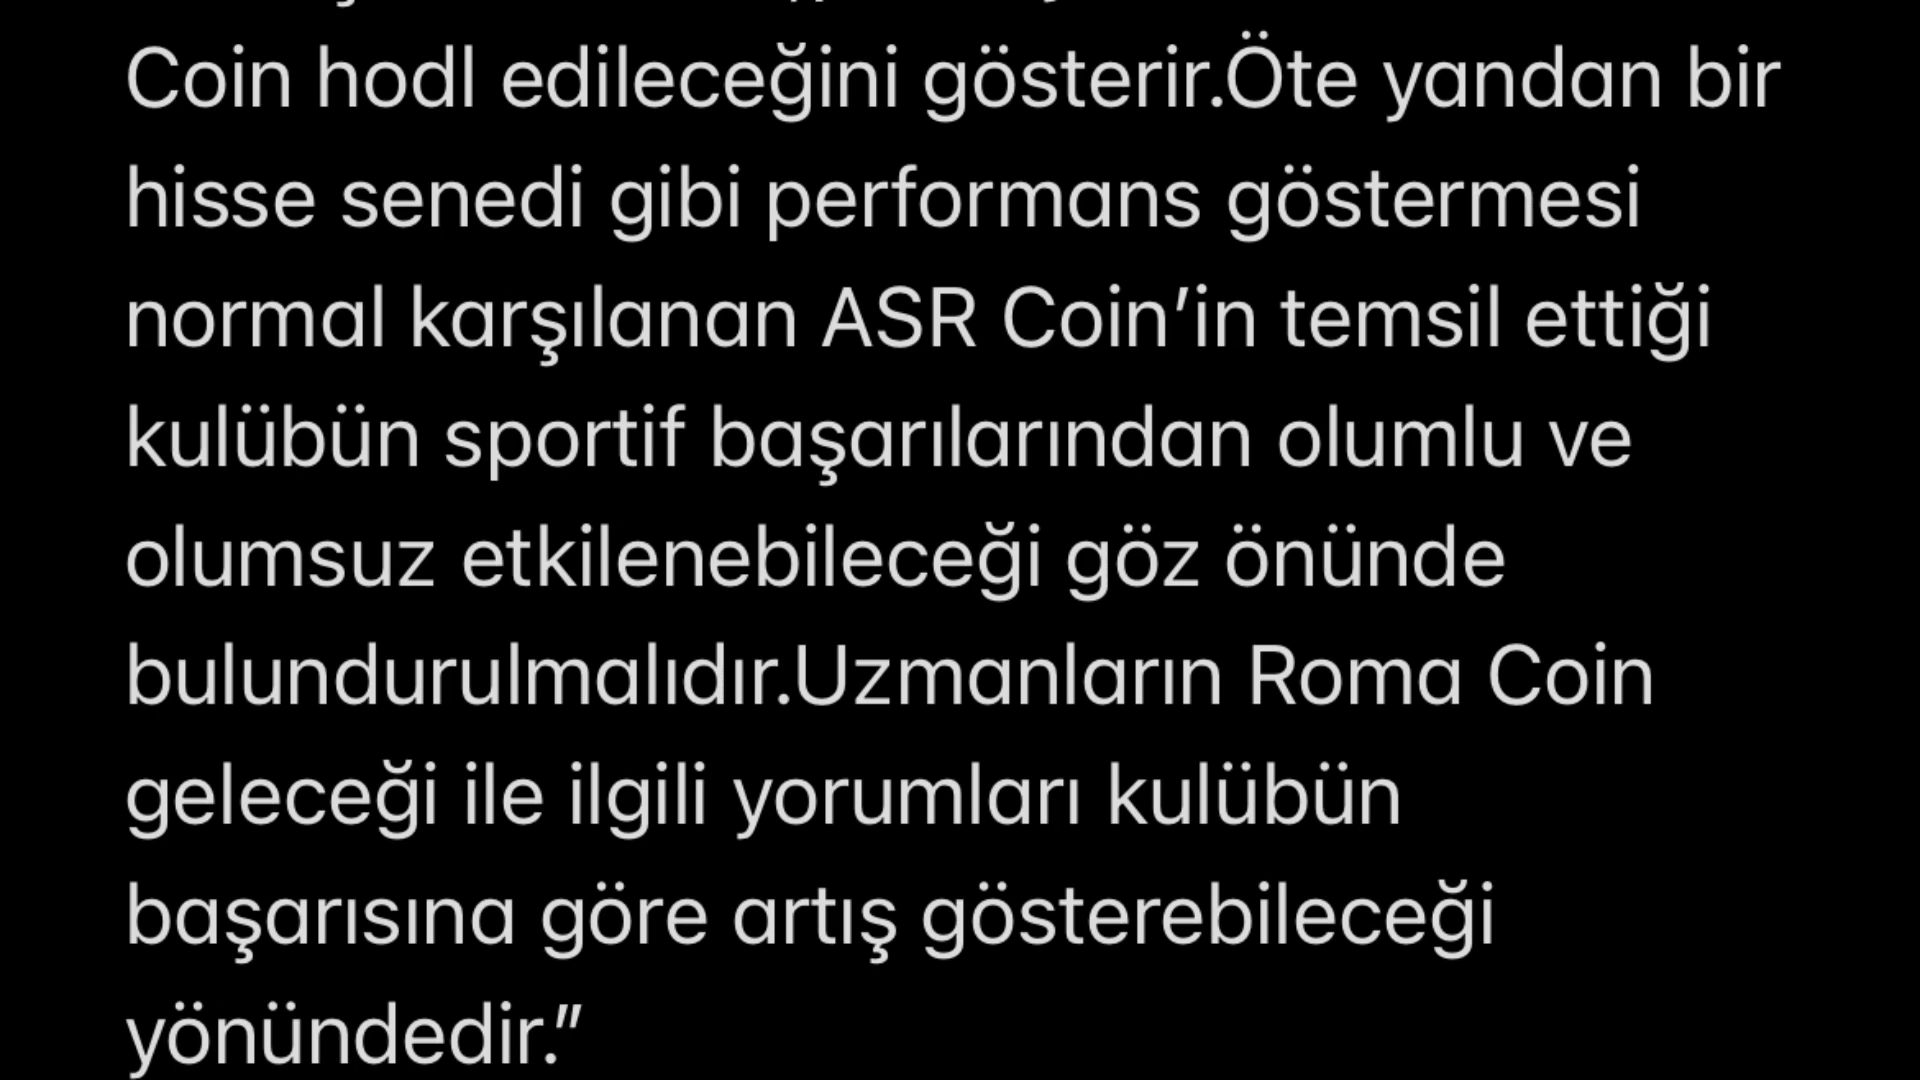 Coin hodl edileceğini gösterir.Öte yandan bir
hisse senedi gibi performans göstermesi
normal karşılanan ASR Coin'in temsil ettiği
kulübün sportif başarılarından olumlu ve
olumsuz etkilenebileceği göz önünde
bulundurulmalıdır.Uzmanların Roma Coin
geleceği ile ilgili yorumları kulübün
başarısına göre artış gösterebileceği
yönündedir."